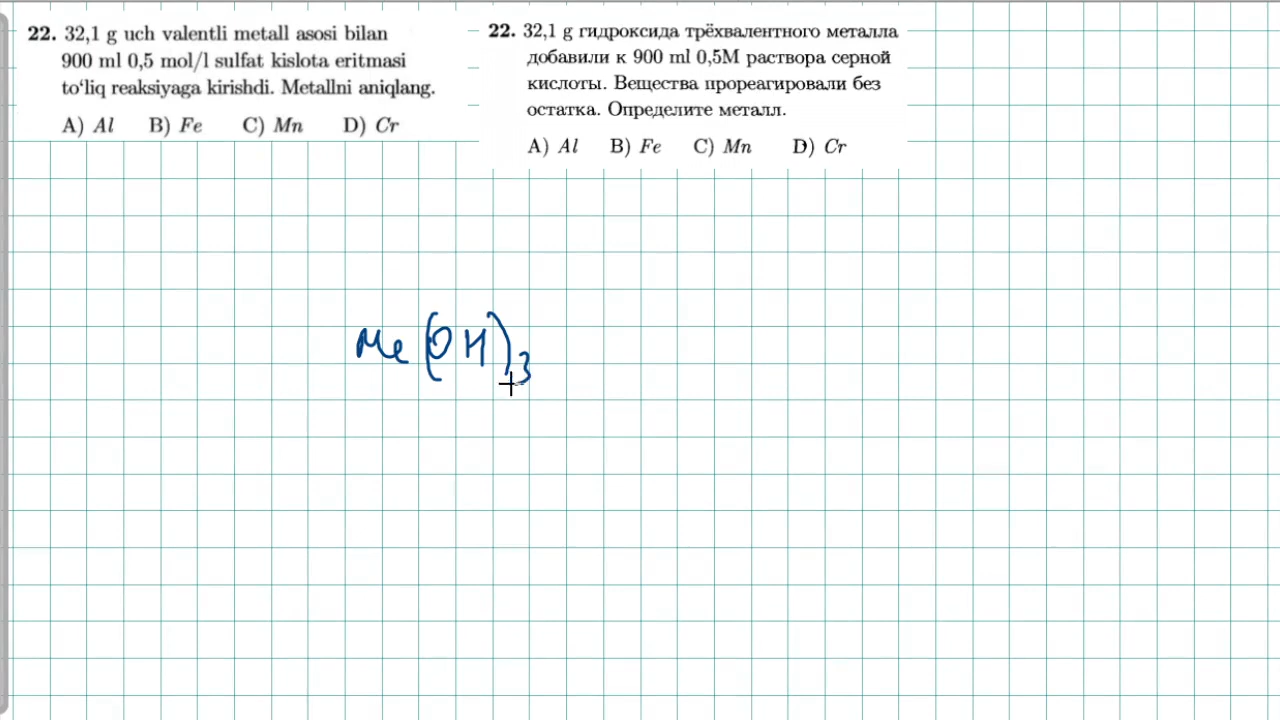 22. 32,1 g uch valentli metall asosi bilan
900 ml 0,5 mol/l sulfat kislota eritmasi
to‘liq reaksiyaga kirishdi. Metallni aniqlang.
A) Al B) Fe C) Mn D) Cr
22. 32,1 g гидроксида трёхвалентного металла
добавили к 900 ml 0,5M раствора серной
кислоты. Вещества прореагировали без
остатка. Определите металл.
A) Al B) Fe C) Mn D) Cr
Me(OH)3